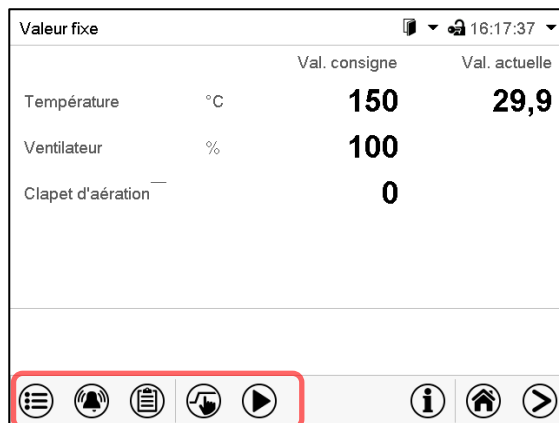 Valeur fixe 16:17:37
Val. consigne Val. actuelle
Température °C 150 29,9
Ventilateur % 100
Clapet d'aération 0